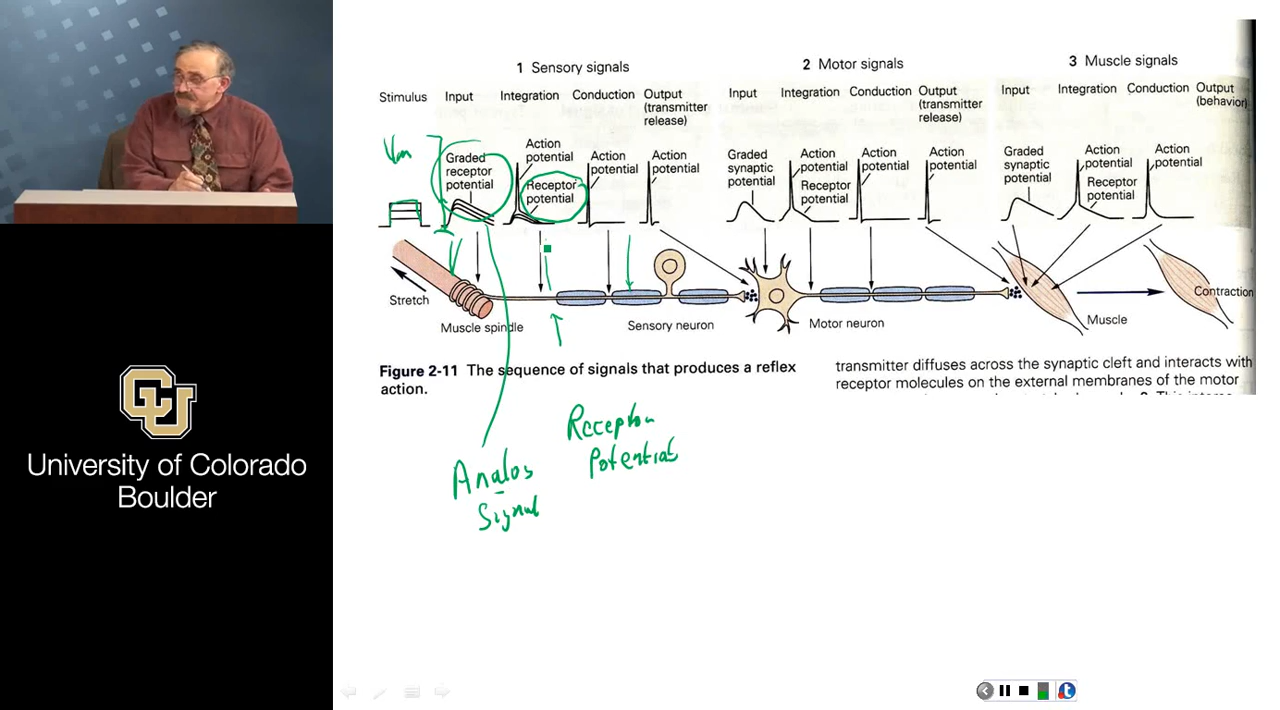 1 Sensory signals
2 Motor signals
3 Muscle signals
Stimulus
Input
Integration
Conduction
Output
(transmitter
release)
Input
Integration
Conduction
Output
(transmitter
release)
Input
Integration
Conduction
Output
(behavior)
Vm
Graded
receptor
potential
Action
potential
Receptor
potential
Action
potential
Action
potential
Graded
synaptic
potential
Action
potential
Receptor
potential
Action
potential
Action
potential
Graded
synaptic
potential
Action
potential
Receptor
potential
Action
potential
Stretch
Muscle spindle
Sensory neuron
Motor neuron
Muscle
Contraction
Figure 2-11 The sequence of signals that produces a reflex
action.
transmitter diffuses across the synaptic cleft and interacts with
receptor molecules on the external membranes of the motor
Receptor
Potential
Analog
Signal
CU
University of Colorado
Boulder